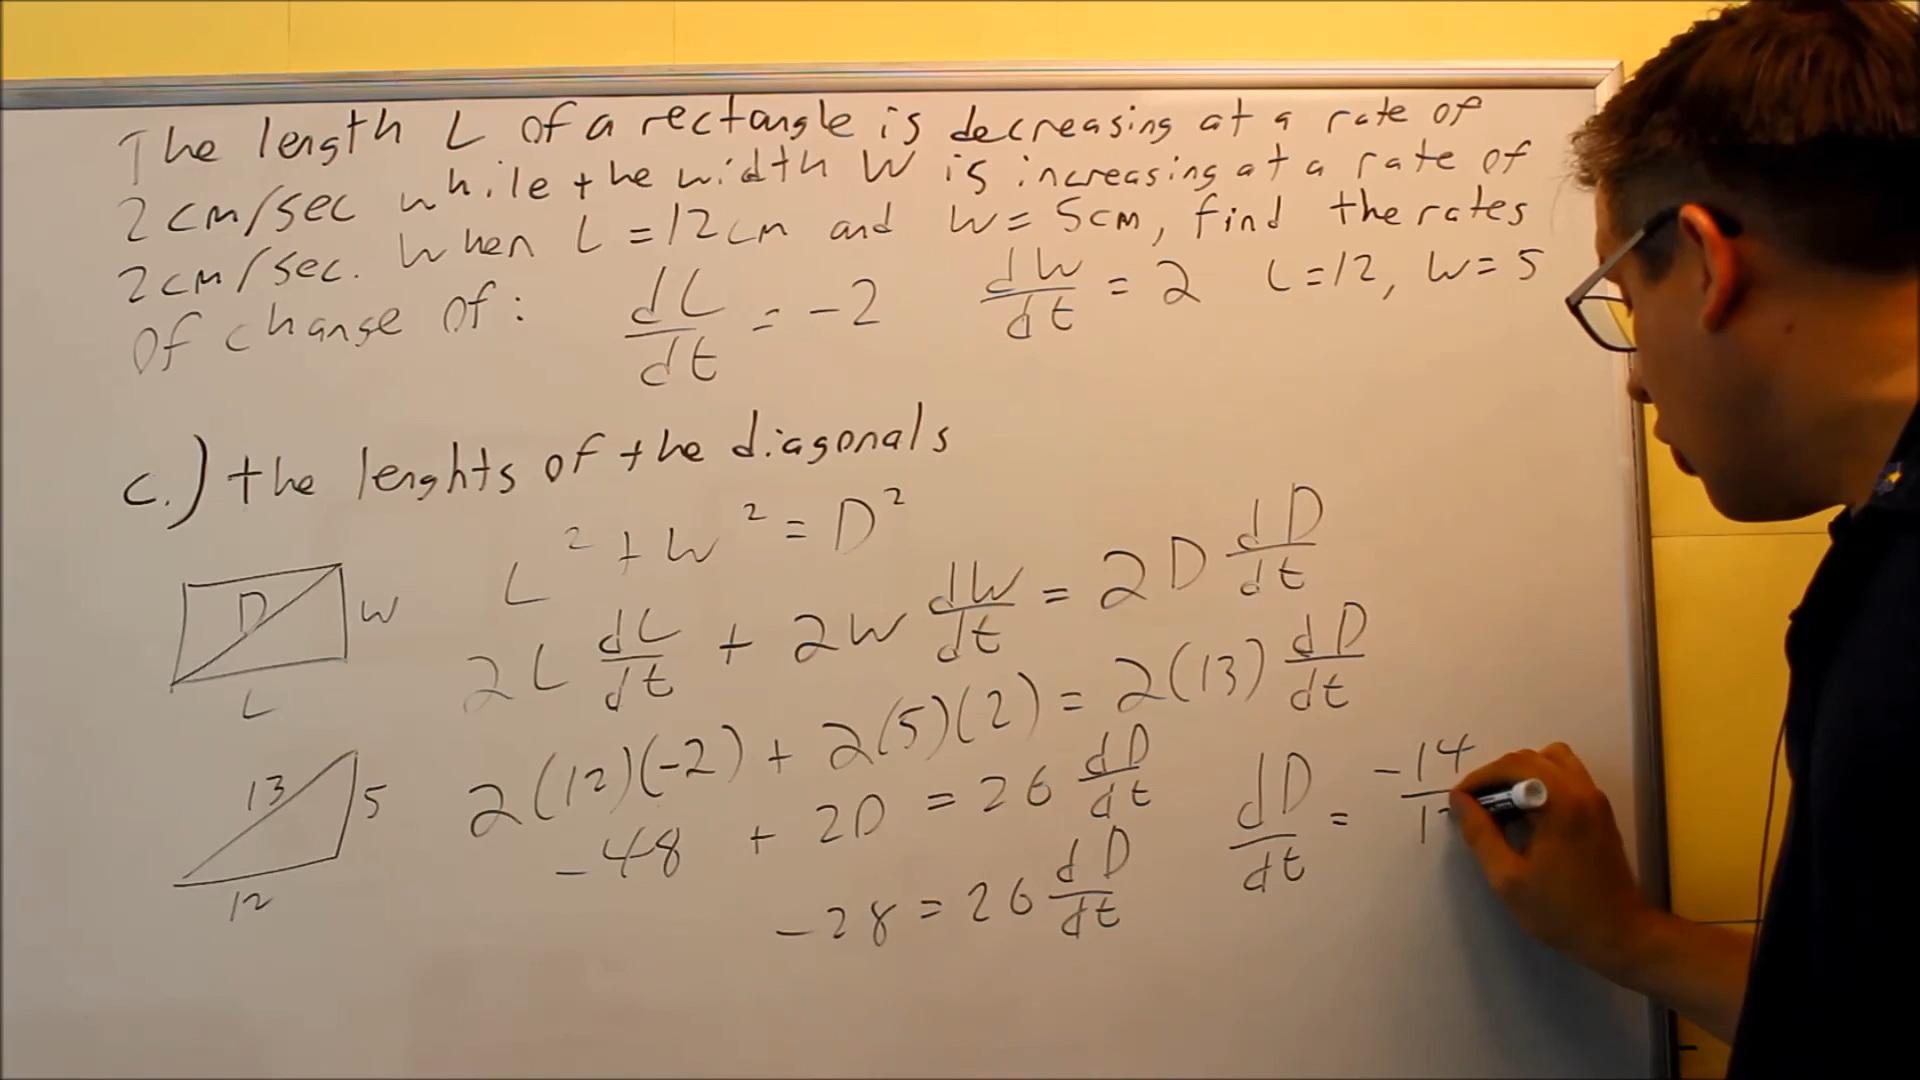 The length L of a rectangle is decreasing at a rate of
2cm/sec while the width W is increasing at a rate of
2cm/sec. When L=12cm and W=5cm, find the rates
of change of: dL/dt = -2 dW/dt = 2 L=12, W=5
c.) the lenghts of the diagonals
L² + W² = D²
D W
L
2L dL/dt + 2W dW/dt = 2D dD/dt
2(12)(-2) + 2(5)(2) = 2(13) dD/dt
13 5
12
-48 + 20 = 26 dD/dt
-28 = 26 dD/dt
dD/dt = -14/1